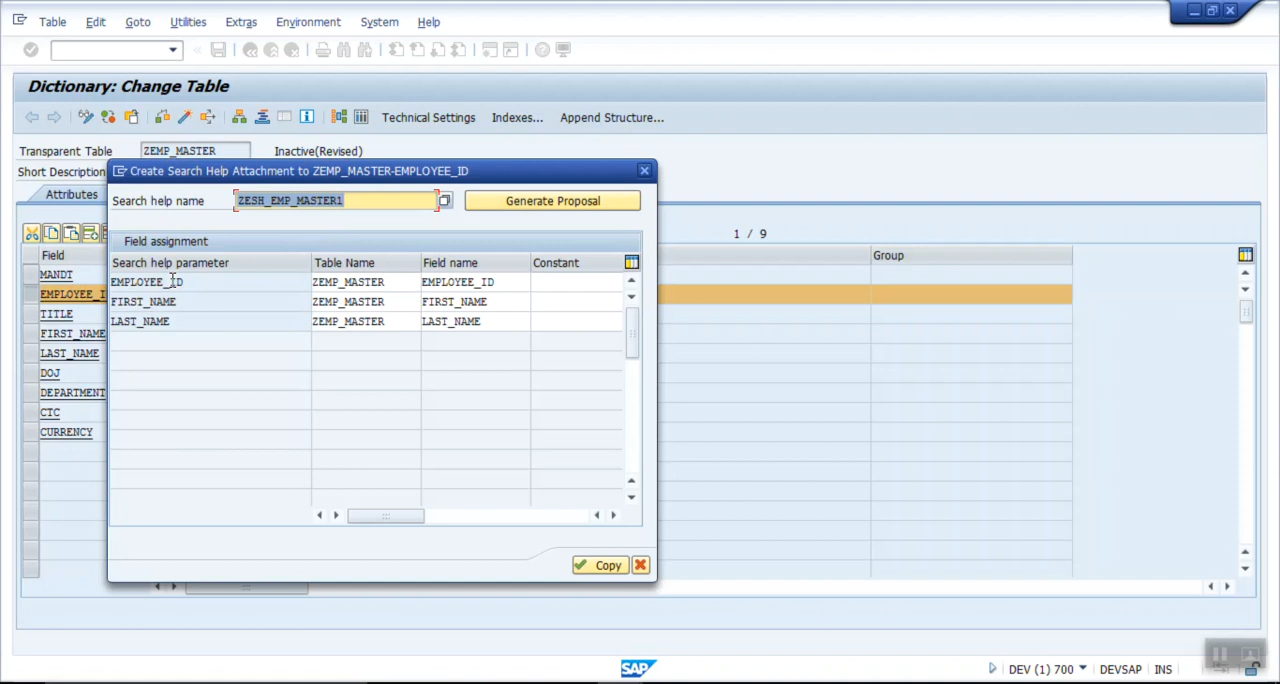 Table Edit Goto Utilities Extras Environment System Help
Dictionary: Change Table
Technical Settings Indexes... Append Structure...
Transparent Table ZEMP_MASTER Inactive(Revised)
Short Description
Attributes
Create Search Help Attachment to ZEMP_MASTER-EMPLOYEE_ID
Search help name ZESH_EMP_MASTER1 Generate Proposal
1 / 9
Field assignment
Field Group
Search help parameter Table Name Field name Constant
MANDT
EMPLOYEE_ID ZEMP_MASTER EMPLOYEE_ID
EMPLOYEE_I
FIRST_NAME ZEMP_MASTER FIRST_NAME
TITLE
LAST_NAME ZEMP_MASTER LAST_NAME
FIRST_NAME
LAST_NAME
DOJ
DEPARTMENT
CTC
CURRENCY
Copy
SAP
DEV (1) 700 DEVSAP INS